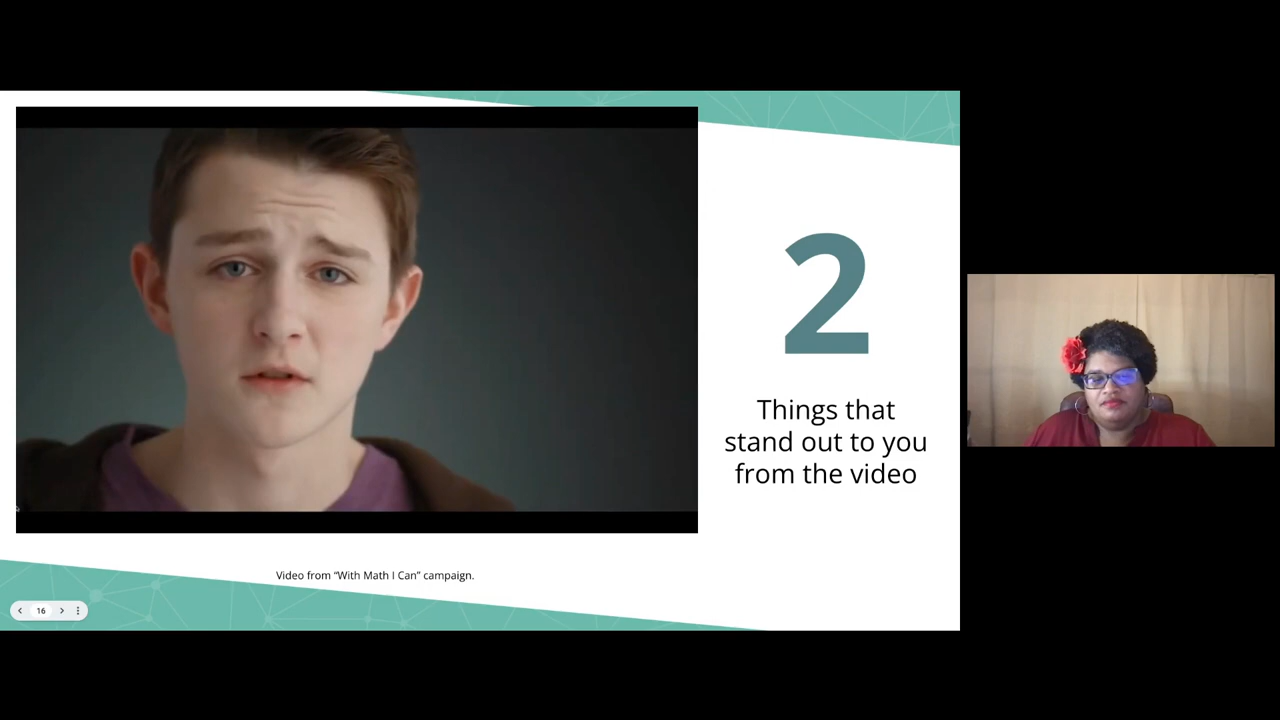 2
Things that
stand out to you
from the video
Video from “With Math I Can” campaign.
16